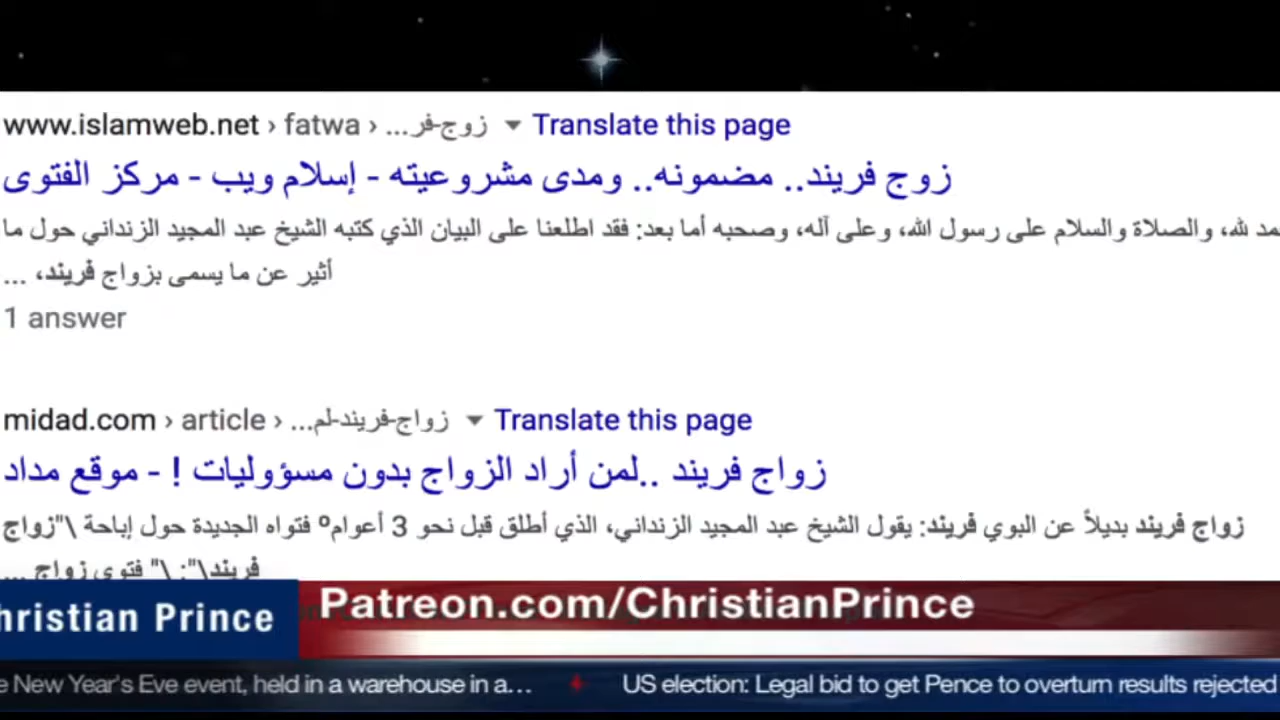 www.islamweb.net › fatwa › زوج-فر... ▾ Translate this page
زوج فريند.. مضمونه.. ومدى مشروعيته - إسلام ويب - مركز الفتوى
لله، والصلاة والسلام على رسول الله، وعلى آله، وصحبه أما بعد: فقد اطلعنا على البيان الذي كتبه الشيخ عبد المجيد الزنداني حول ما
أثير عن ما يسمى بزواج فريند، ...
1 answer
midad.com › article › زواج-فريند-لم... ▾ Translate this page
زواج فريند ..لمن أراد الزواج بدون مسؤوليات ! - موقع مداد
زواج فريند بديلاً عن البوي فريند: يقول الشيخ عبد المجيد الزنداني، الذي أطلق قبل نحو 3 أعوامº فتواه الجديدة حول إباحة \"زواج
فريند\": \" فتوى زواج ...
hristian Prince
Patreon.com/ChristianPrince
e New Year's Eve event, held in a warehouse in a... US election: Legal bid to get Pence to overturn results rejected